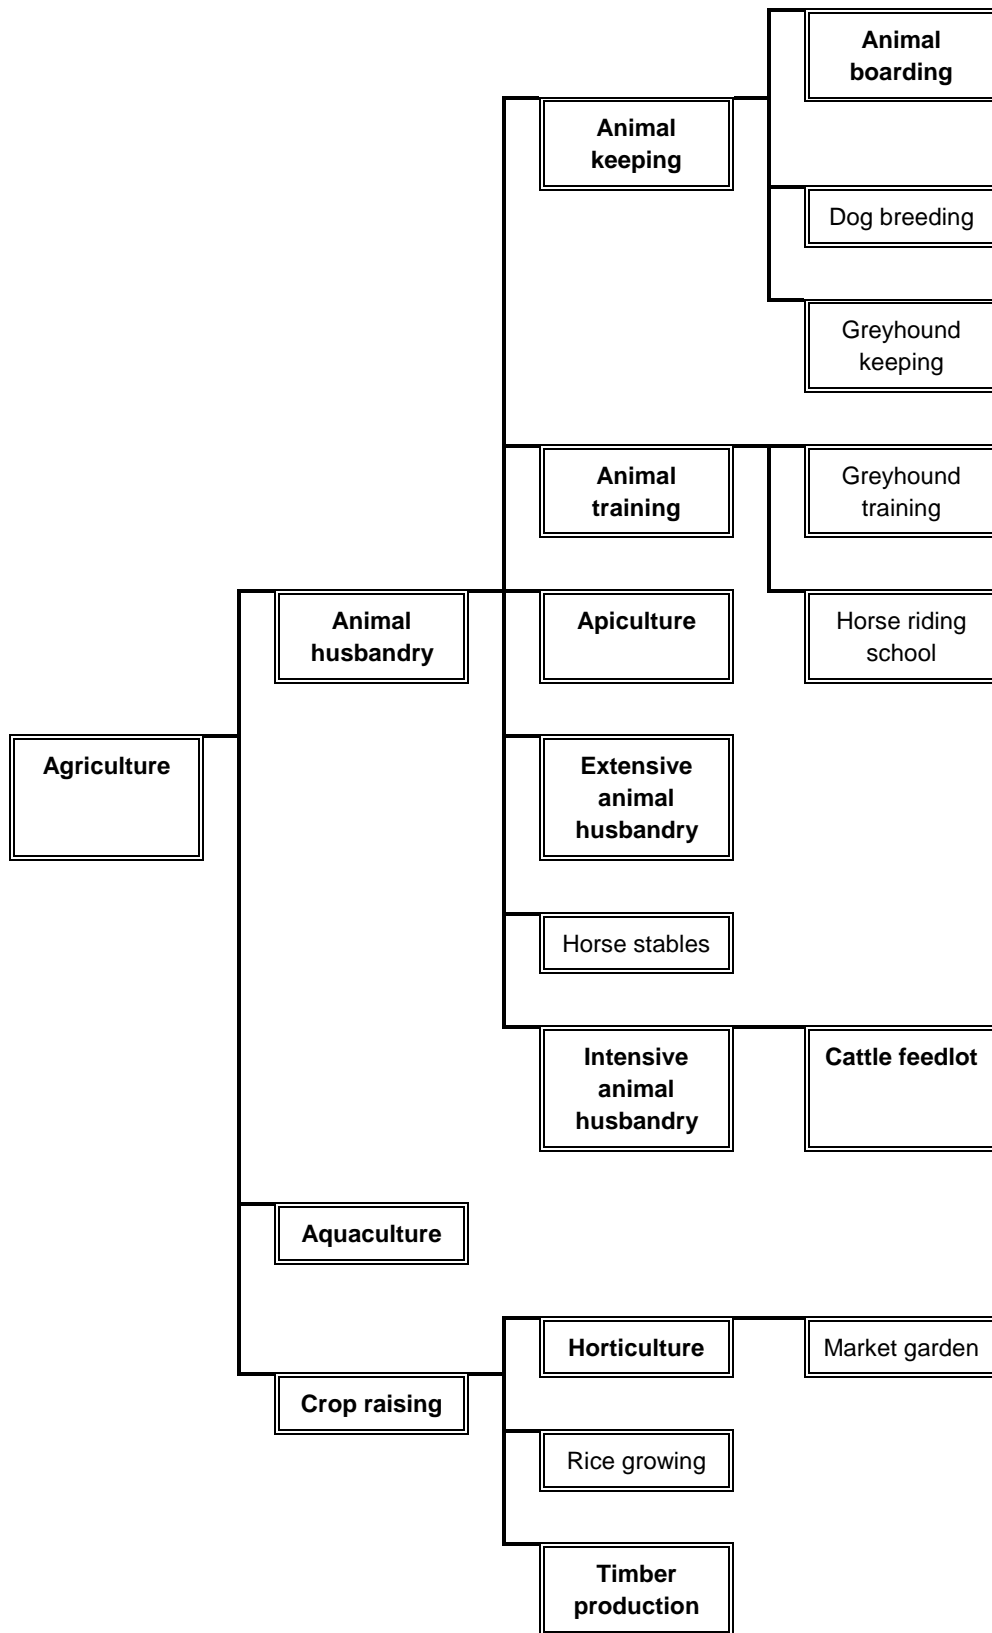 Animal
boarding
Animal
keeping
Dog breeding
Greyhound
keeping
Animal
training
Greyhound
training
Animal
husbandry
Apiculture
Horse riding
school
Agriculture
Extensive
animal
husbandry
Horse stables
Intensive
animal
husbandry
Cattle feedlot
Aquaculture
Horticulture
Market garden
Crop raising
Rice growing
Timber
production